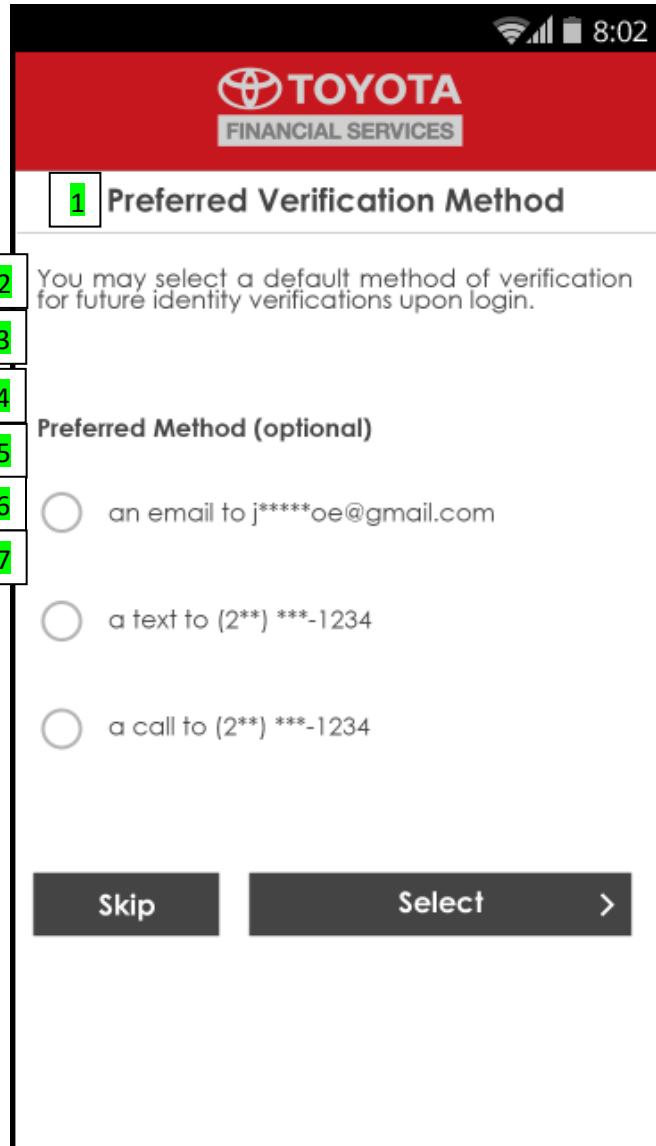 8:02
TOYOTA
FINANCIAL SERVICES
1 Preferred Verification Method
2 You may select a default method of verification
for future identity verifications upon login.
3
4
Preferred Method (optional)
5
6 an email to j*****oe@gmail.com
7
a text to (2**) ***-1234
a call to (2**) ***-1234
Skip Select >